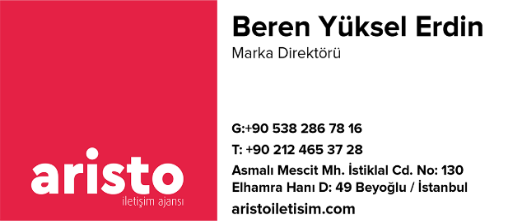 aristo
iletişim ajansı
Beren Yüksel Erdin
Marka Direktörü
G:+90 538 286 78 16
T: +90 212 465 37 28
Asmalı Mescit Mh. İstiklal Cd. No: 130
Elhamra Hanı D: 49 Beyoğlu / İstanbul
aristoiletisim.com